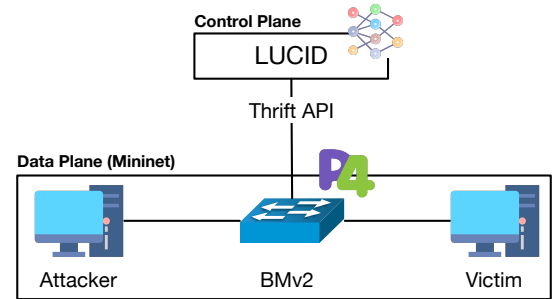 Control Plane
LUCID
Thrift API
Data Plane (Mininet)
P4
Attacker
BMv2
Victim